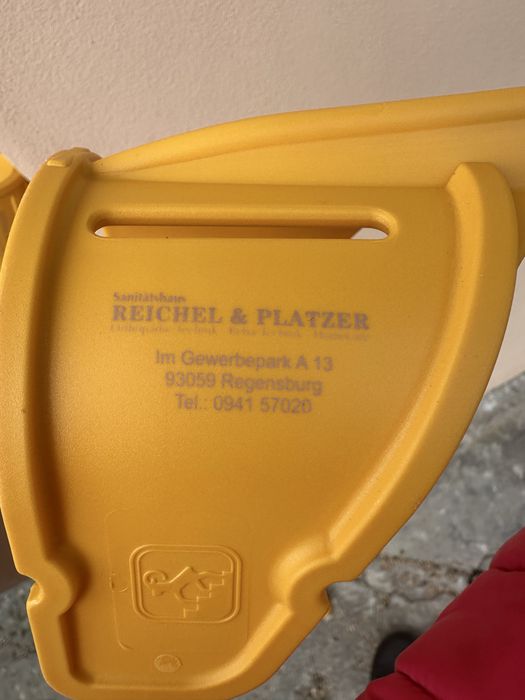 Sanitätshaus
REICHEL & PLATZER
Im Gewerbepark A 13
93059 Regensburg
Tel.: 0941 57020